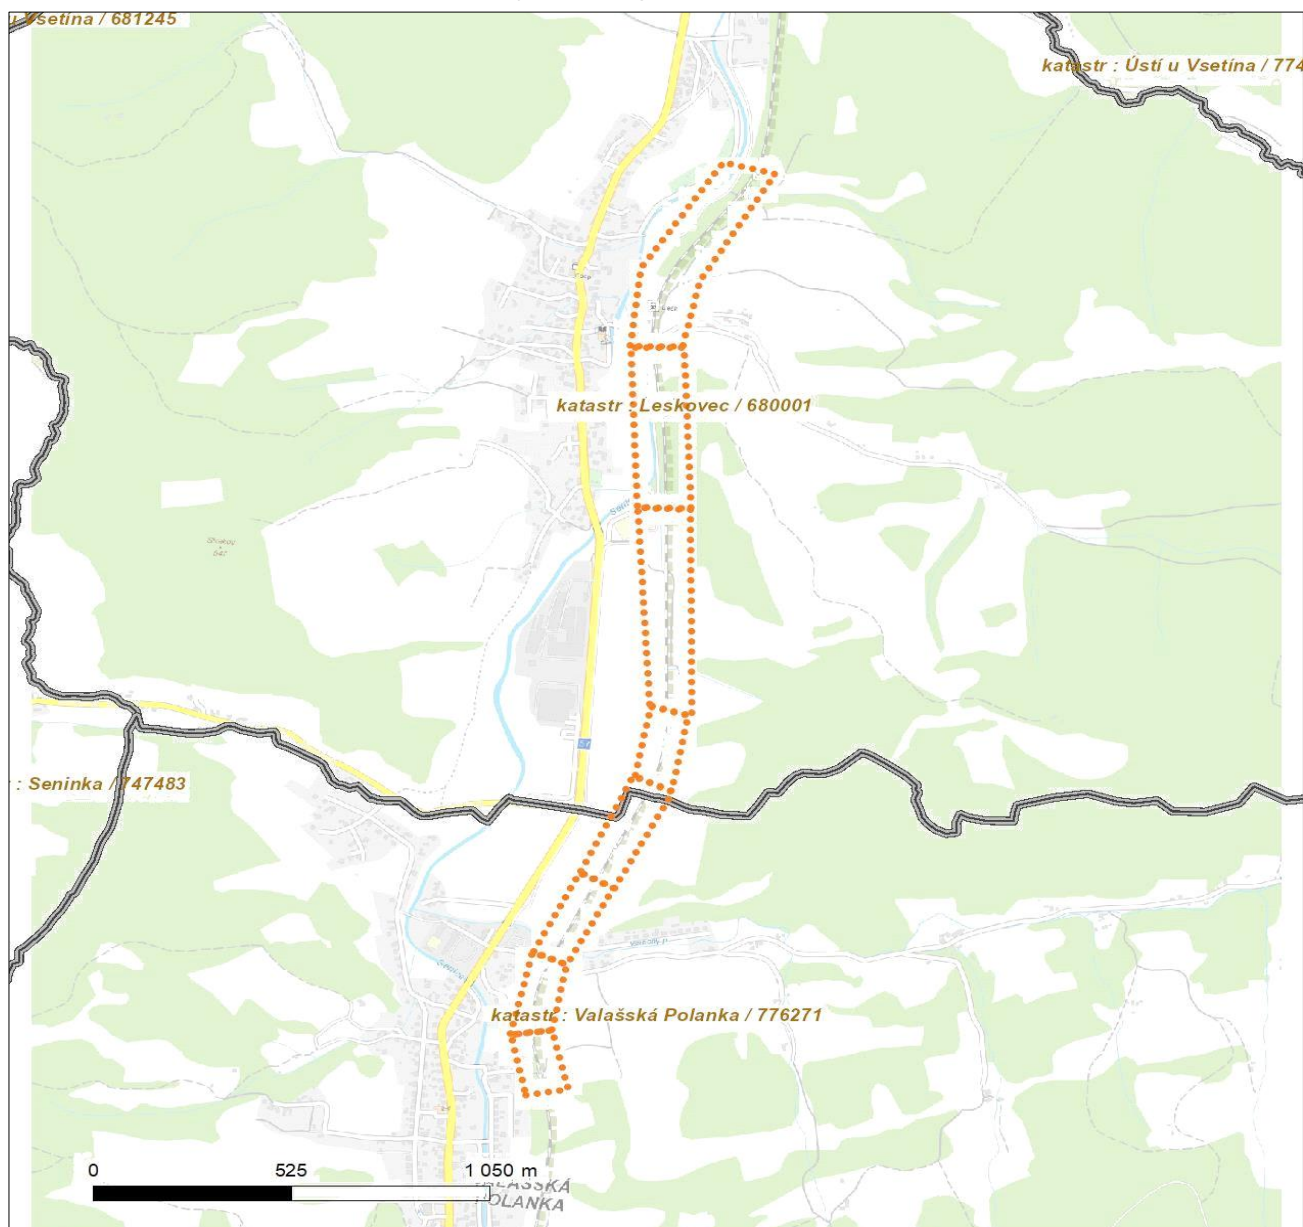 u Vsetína / 681245
katastr : Ústí u Vsetína / 774
katastr : Leskovec / 680001
: Seninka / 747483
katastr : Valašská Polanka / 776271
0 525 1 050 m
VALAŠSKÁ
POLANKA